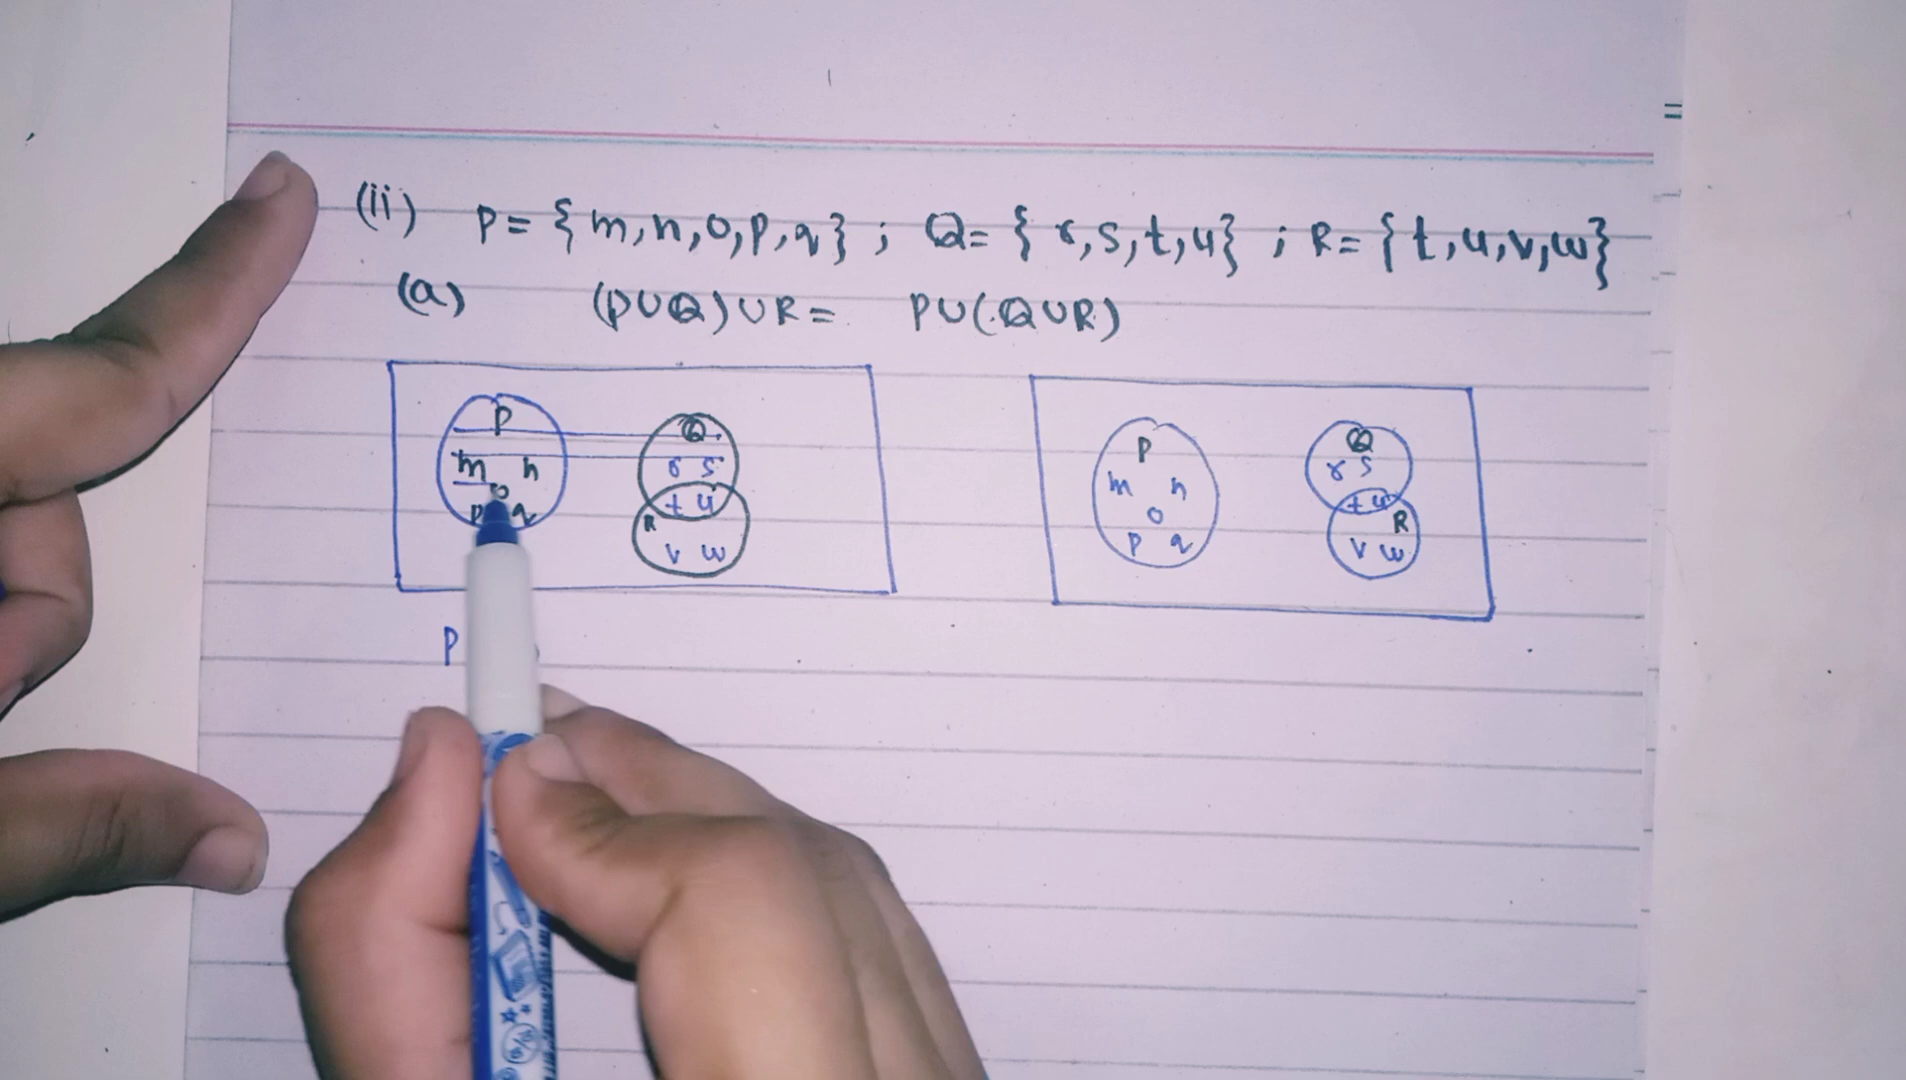 (ii) P = { m, n, o, p, q } ; Q = { r, s, t, u } ; R = { t, u, v, w }
(a) (P∪Q)∪R = P∪(Q∪R)
P Q
m n r s
o t u
p q R
v w
P Q
m n r s
o t u
p q R
v w
P